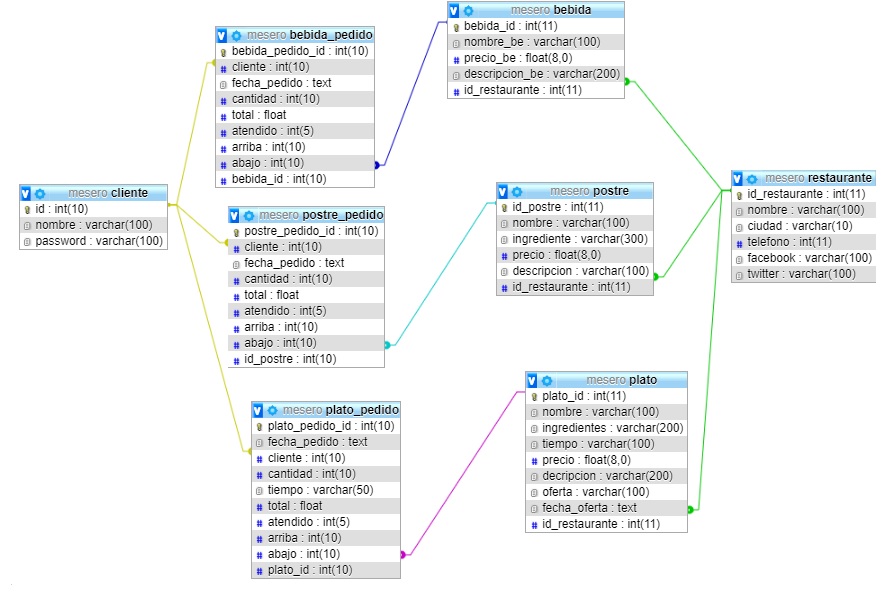 mesero bebida
bebida_id : int(11)
nombre_be : varchar(100)
precio_be : float(8,0)
descripcion_be : varchar(200)
id_restaurante : int(11)
mesero bebida_pedido
bebida_pedido_id : int(10)
cliente : int(10)
fecha_pedido : text
cantidad : int(10)
total : float
atendido : int(5)
arriba : int(10)
abajo : int(10)
bebida_id : int(10)
mesero cliente
id : int(10)
nombre : varchar(100)
password : varchar(100)
mesero postre_pedido
postre_pedido_id : int(10)
cliente : int(10)
fecha_pedido : text
cantidad : int(10)
total : float
atendido : int(5)
arriba : int(10)
abajo : int(10)
id_postre : int(10)
mesero postre
id_postre : int(11)
nombre : varchar(100)
ingrediente : varchar(300)
precio : float(8,0)
descripcion : varchar(100)
id_restaurante : int(11)
mesero restaurante
id_restaurante : int(11)
nombre : varchar(100)
ciudad : varchar(10)
telefono : int(11)
facebook : varchar(100)
twitter : varchar(100)
mesero plato_pedido
plato_pedido_id : int(10)
fecha_pedido : text
cliente : int(10)
cantidad : int(10)
tiempo : varchar(50)
total : float
atendido : int(5)
arriba : int(10)
abajo : int(10)
plato_id : int(10)
mesero plato
plato_id : int(11)
nombre : varchar(100)
ingredientes : varchar(200)
tiempo : varchar(100)
precio : float(8,0)
decripcion : varchar(200)
oferta : varchar(100)
fecha_oferta : text
id_restaurante : int(11)